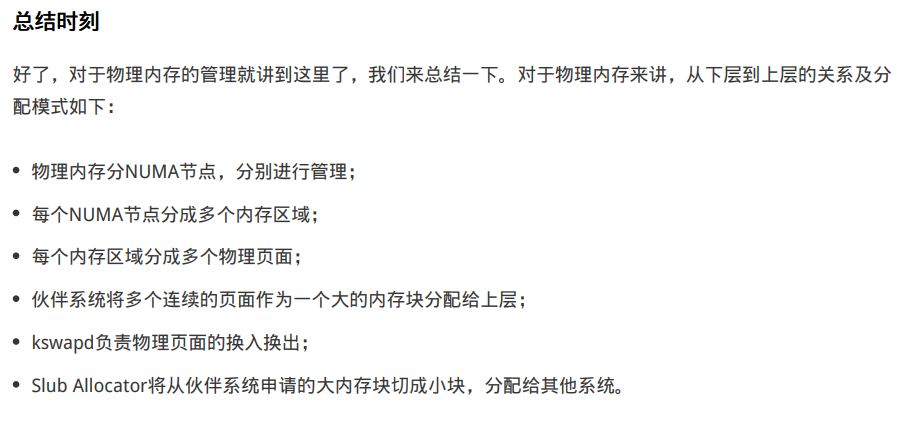 总结时刻
好了，对于物理内存的管理就讲到这里了，我们来总结一下。对于物理内存来讲，从下层到上层的关系及分
配模式如下：
• 物理内存分NUMA节点，分别进行管理；
• 每个NUMA节点分成多个内存区域；
• 每个内存区域分成多个物理页面；
• 伙伴系统将多个连续的页面作为一个大的内存块分配给上层；
• kswapd负责物理页面的换入换出；
• Slub Allocator将从伙伴系统申请的大内存块切成小块，分配给其他系统。